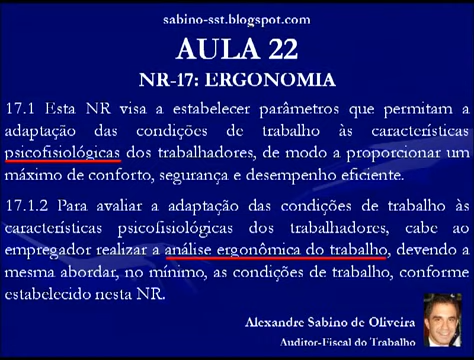 sabino-sst.blogspot.com
AULA 22
NR-17: ERGONOMIA
17.1 Esta NR visa a estabelecer parâmetros que permitam a
adaptação das condições de trabalho às características
psicofisiológicas dos trabalhadores, de modo a proporcionar um
máximo de conforto, segurança e desempenho eficiente.
17.1.2 Para avaliar a adaptação das condições de trabalho às
características psicofisiológicas dos trabalhadores, cabe ao
empregador realizar a análise ergonômica do trabalho, devendo a
mesma abordar, no mínimo, as condições de trabalho, conforme
estabelecido nesta NR.
Alexandre Sabino de Oliveira
Auditor-Fiscal do Trabalho